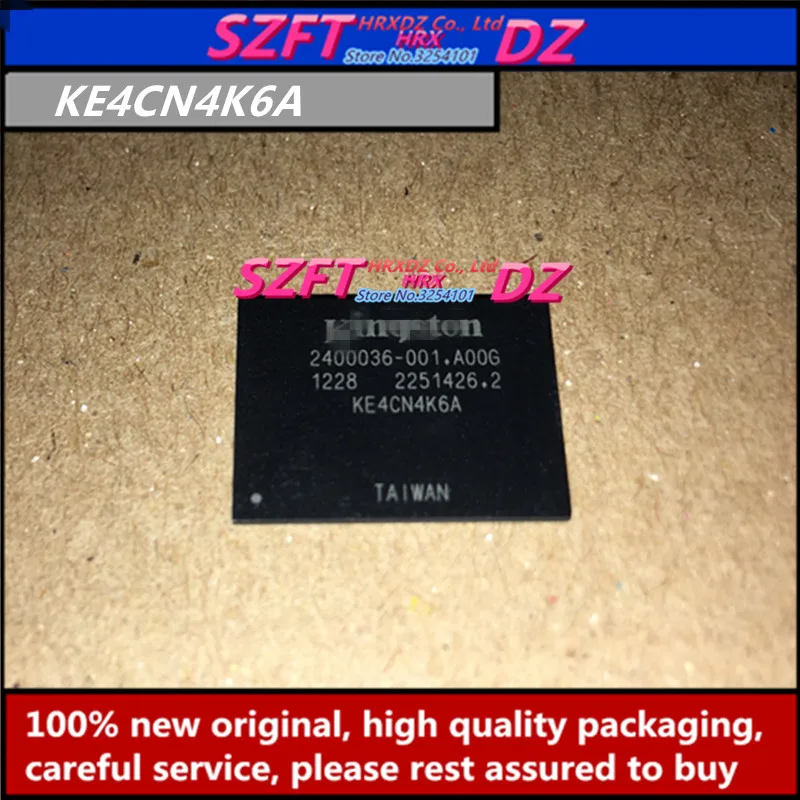 SZFT HRXDZ Co., Ltd DZ
HRX
Store No.3254101
KE4CN4K6A
SZFT HRXDZ Co., Ltd DZ
HRX
Store No.3254101
Kingston
2400036-001.A00G
1228 2251426.2
KE4CN4K6A
TAIWAN
100% new original, high quality packaging,
careful service, please rest assured to buy